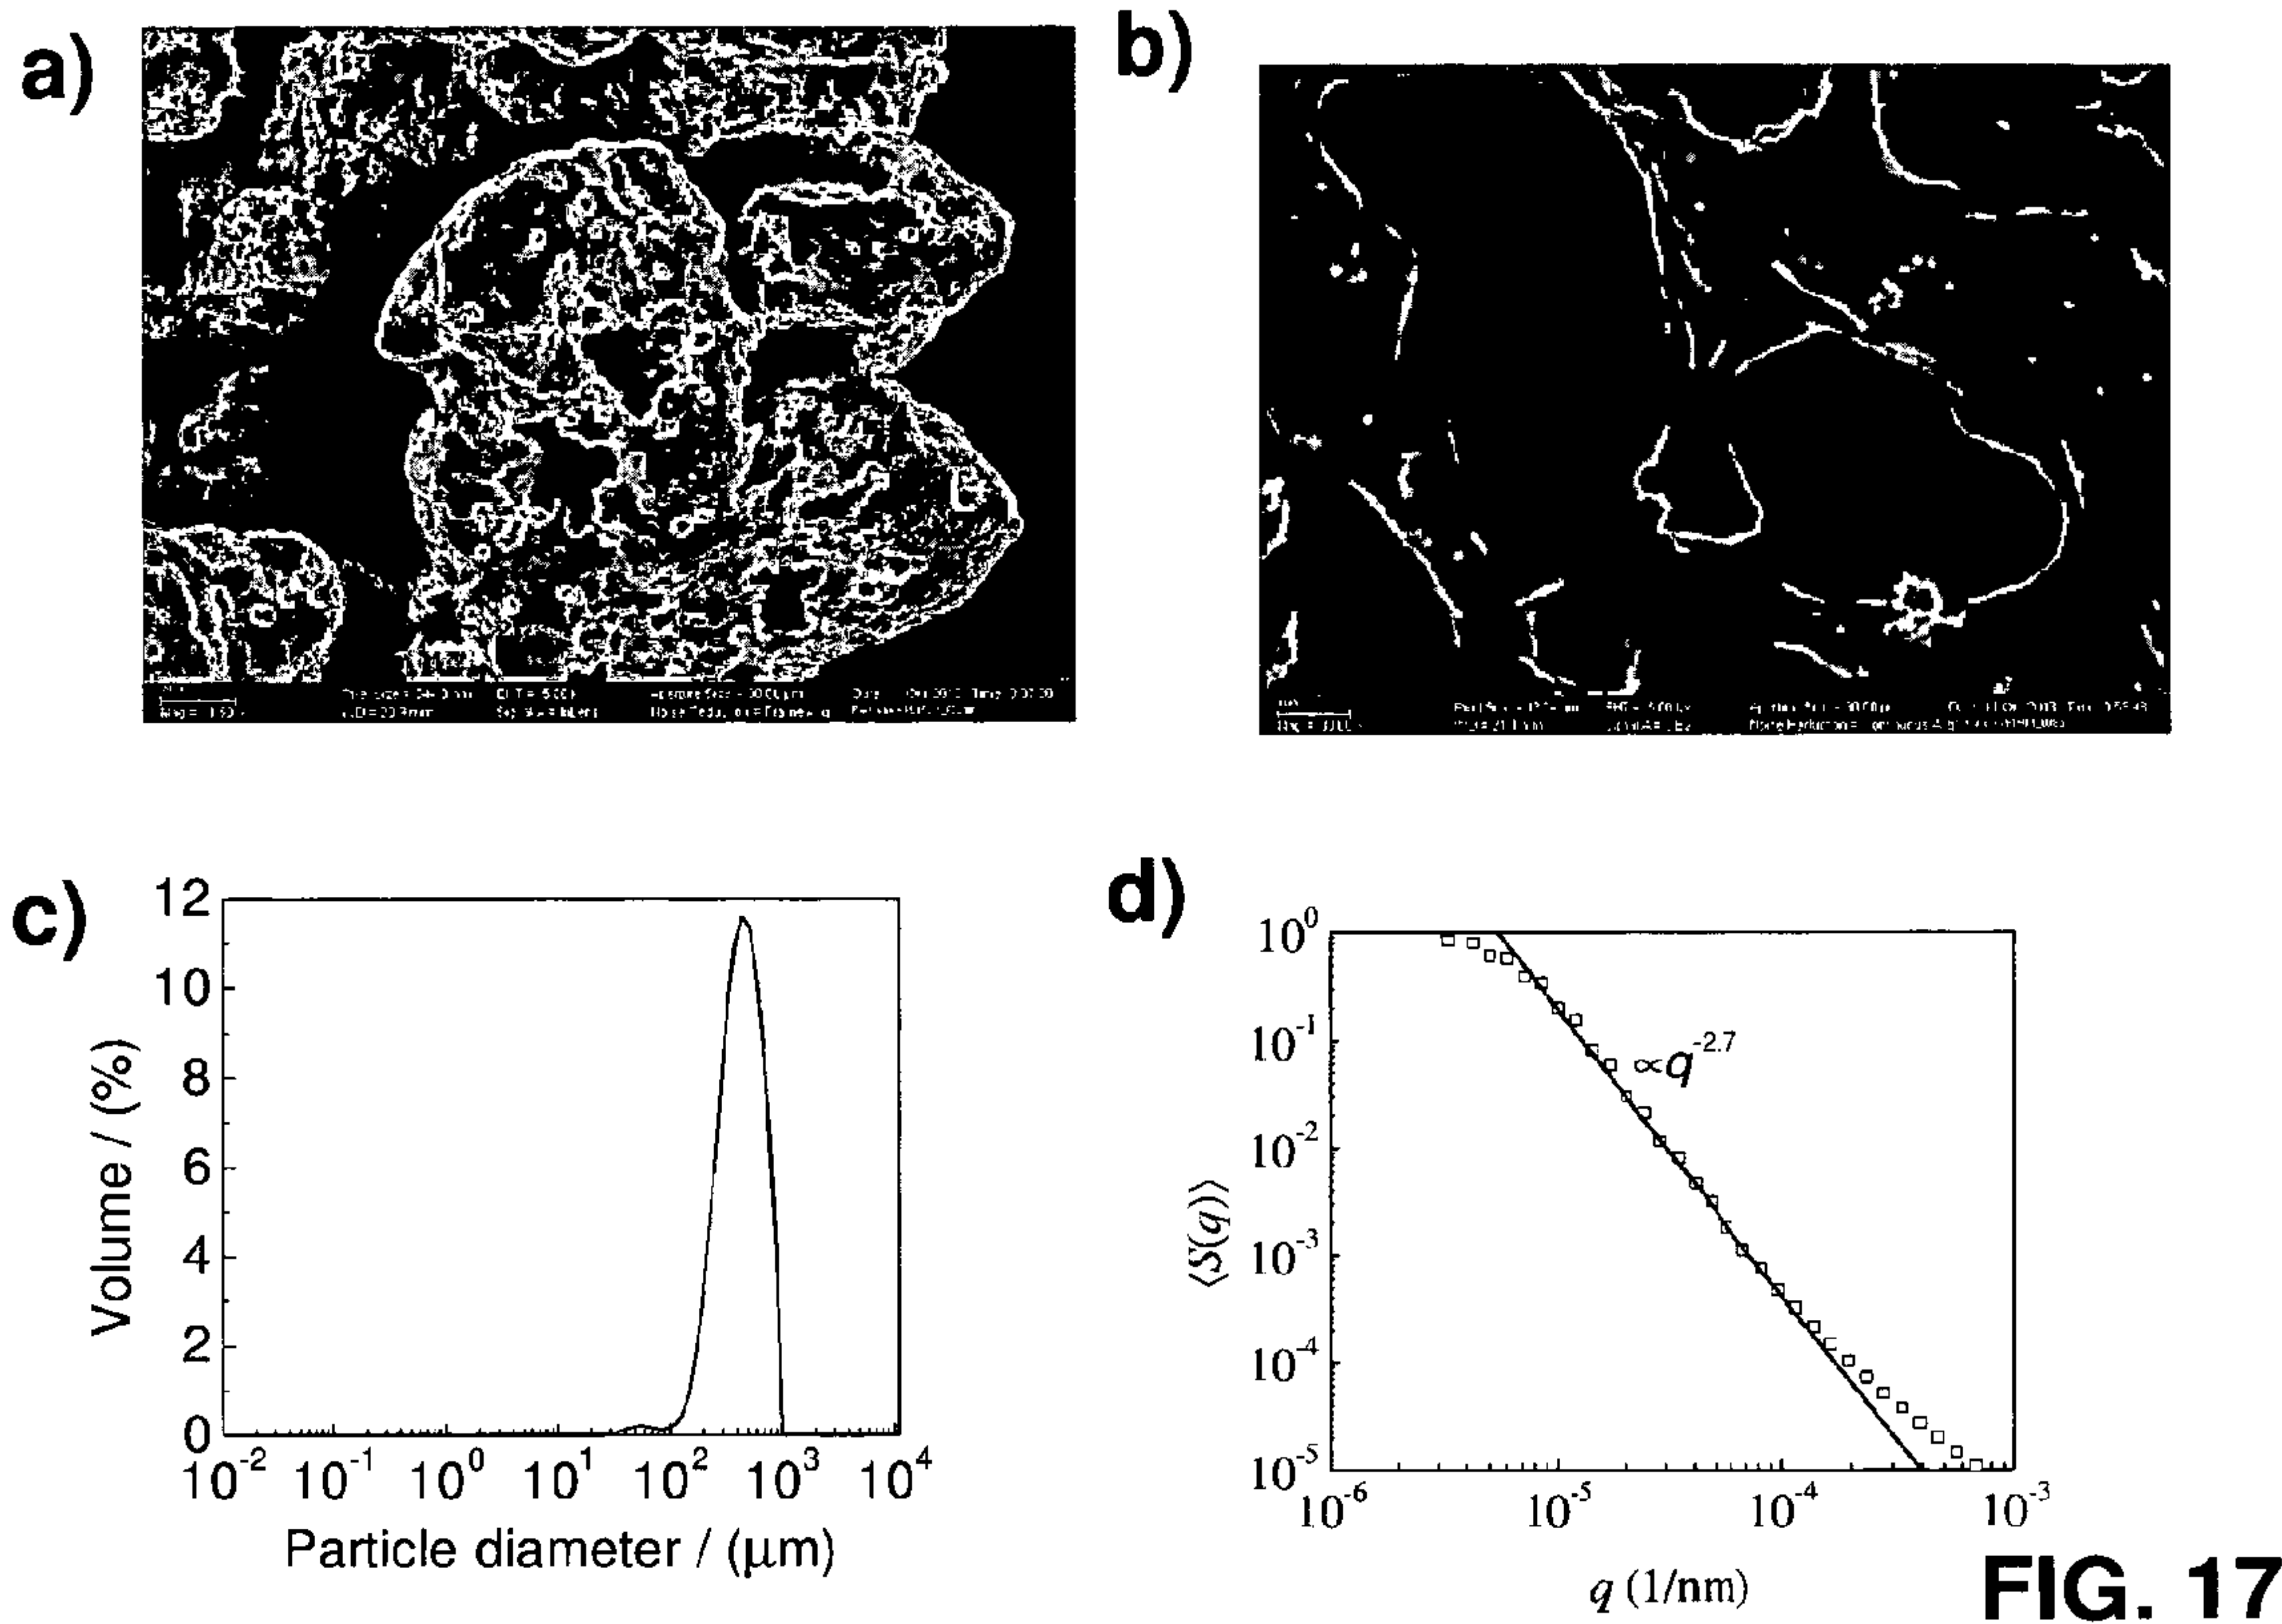 a)
b)
c)
12
10
8
6
4
2
0
Volume / (%)
10-2 10-1 100 101 102 103 104
Particle diameter / (μm)
d)
100
10-1
10-2
10-3
10-4
10-5
⟨S(q)⟩
∝q-2.7
10-6 10-5 10-4 10-3
q (1/nm)
FIG. 17